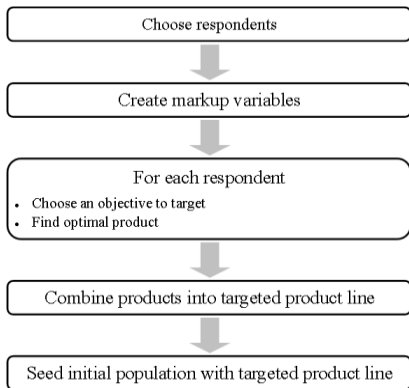 Choose respondents
Create markup variables
For each respondent
• Choose an objective to target
• Find optimal product
Combine products into targeted product line
Seed initial population with targeted product line